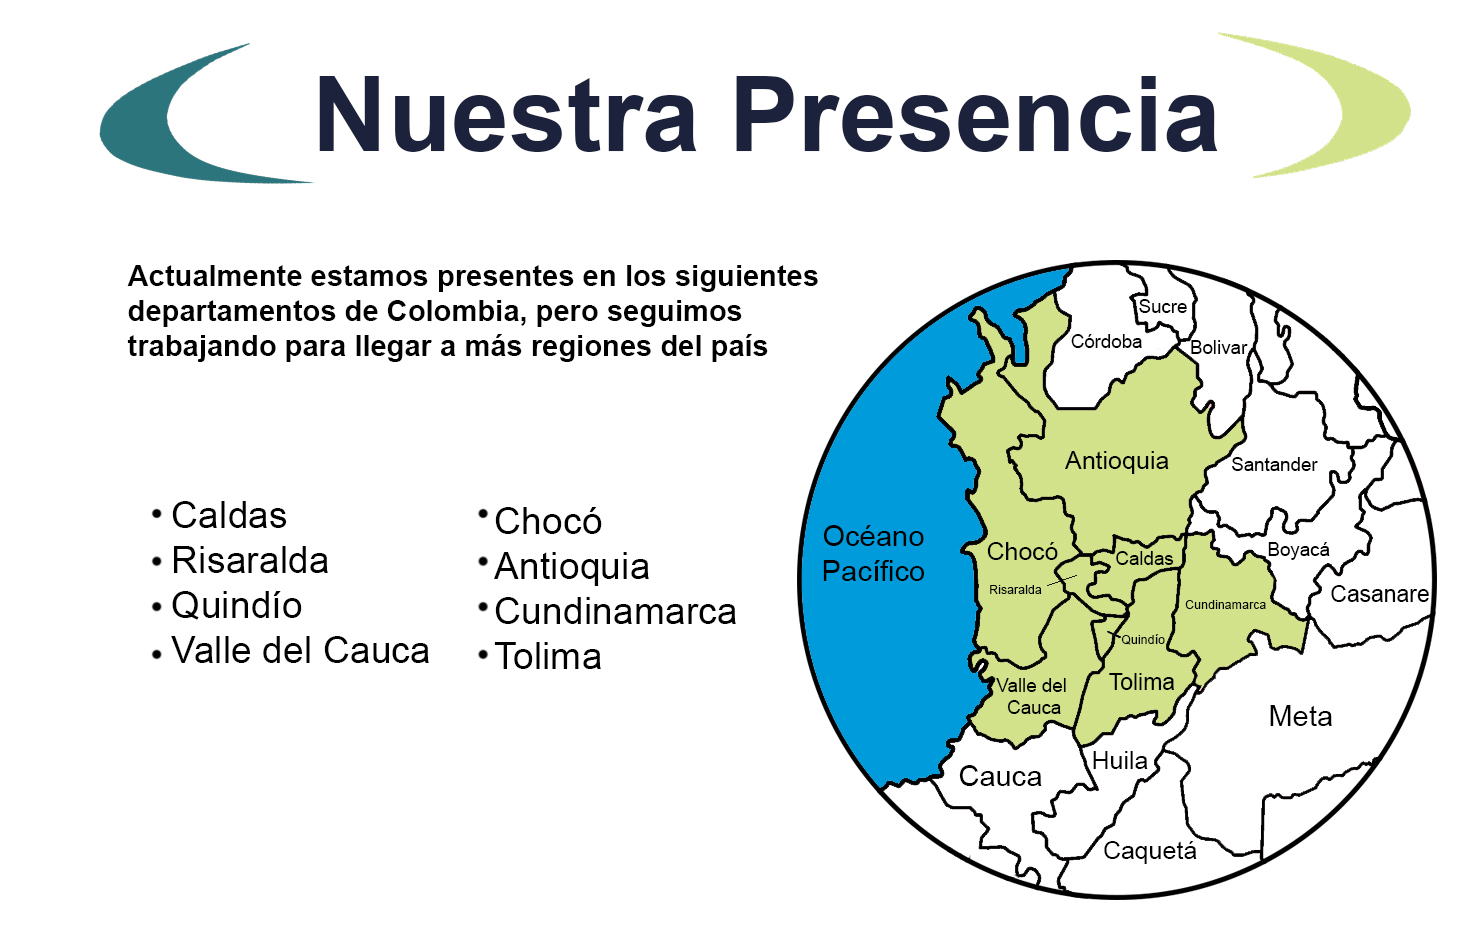 Nuestra Presencia
Actualmente estamos presentes en los siguientes
departamentos de Colombia, pero seguimos
trabajando para llegar a más regiones del país
• Caldas
• Risaralda
• Quindío
• Valle del Cauca
• Chocó
• Antioquia
• Cundinamarca
• Tolima
Sucre
Córdoba
Bolivar
Antioquia
Santander
Océano
Pacífico
Chocó
Caldas
Boyacá
Risaralda
Casanare
Cundinamarca
Quindío
Valle del
Cauca
Tolima
Meta
Cauca
Huila
Caquetá